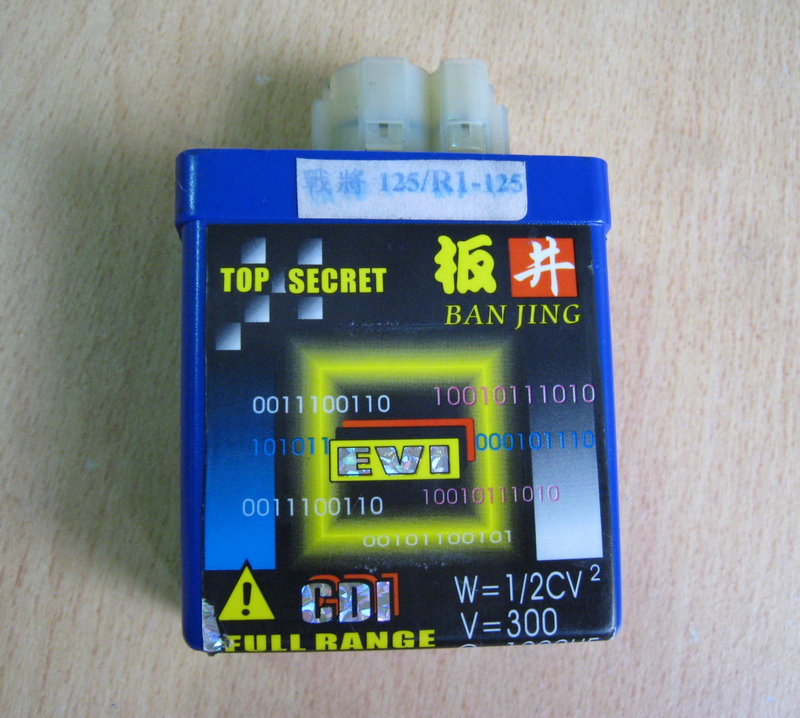 戰將 125/R1-125
TOP SECRET
板井
BAN JING
0011100110
10010111010
101011
EVI
000101110
0011100110
10010111010
00101100101
CDI
W=1/2CV²
V=300
FULL RANGE